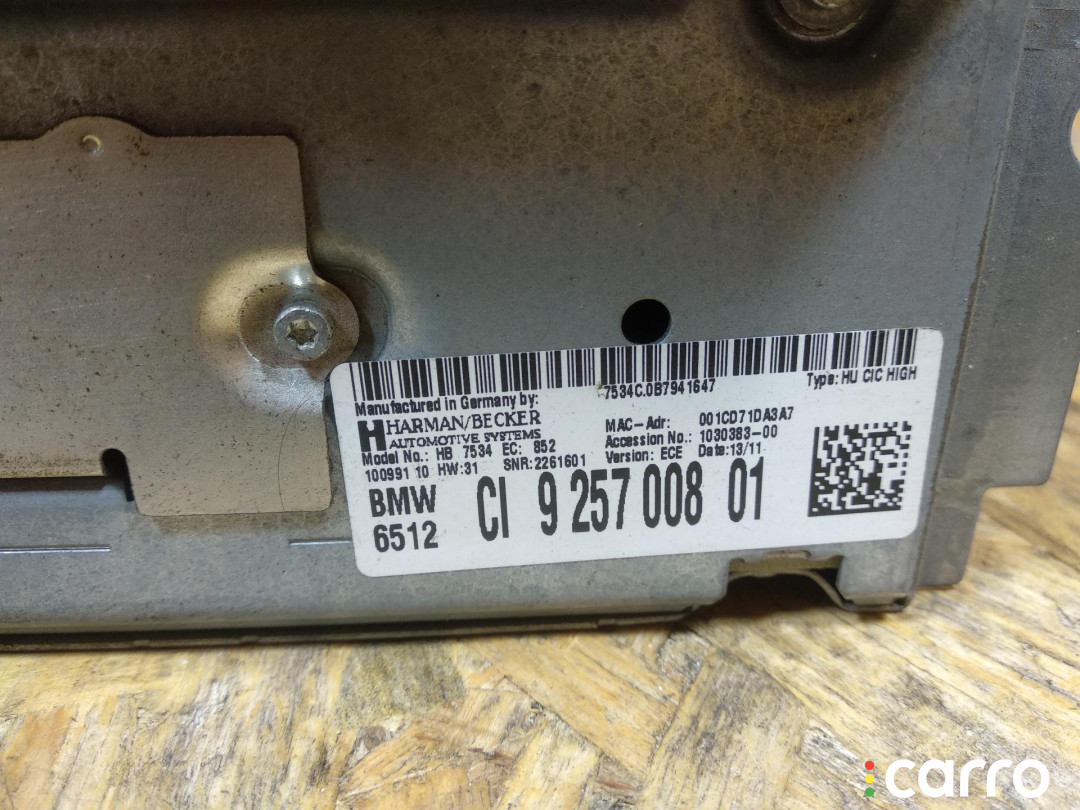 7534C.0B7941647
Type: HU CIC HIGH
Manufactured in Germany by:
HARMAN/BECKER
AUTOMOTIVE SYSTEMS
MAC-Adr: 001CD71DA3A7
Accession No.: 1030383-00
Model No.: HB 7534 EC: 852
Version: ECE Date:13/11
100991 10 HW:31 SNR:2261601
BMW
6512
CI 9 257 008 01
carro